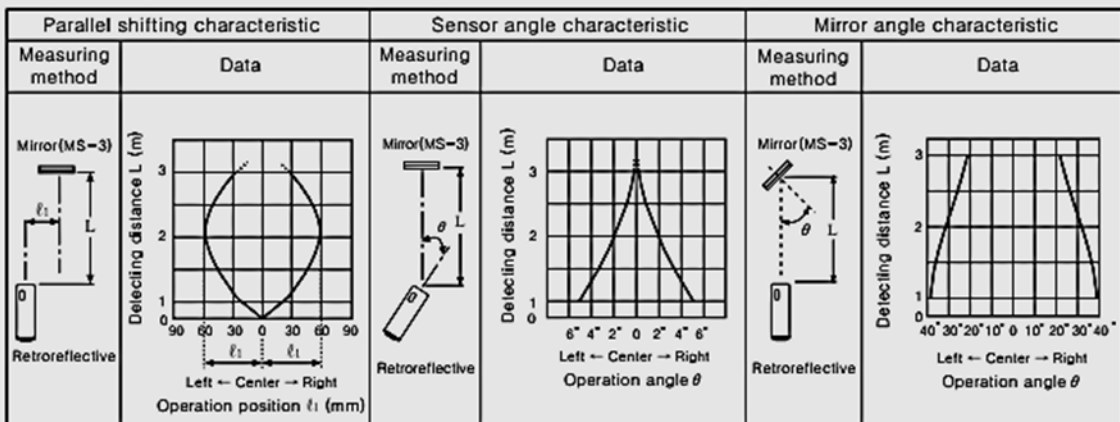 Parallel shifting characteristic
Measuring
method
Data
Mirror(MS-3)
ℓ1
L
Retroreflective
Detecting distance L (m)
3
2
1
0
90 60 30 0 30 60 90
ℓ1 ℓ1
Left ← Center → Right
Operation position ℓ1 (mm)
Sensor angle characteristic
Measuring
method
Data
Mirror(MS-3)
θ
L
Retroreflective
Detecting distance L (m)
3
2
1
0
6° 4° 2° 0 2° 4° 6°
Left ← Center → Right
Operation angle θ
Mirror angle characteristic
Measuring
method
Data
Mirror(MS-3)
θ
L
Retroreflective
Detecting distance L (m)
3
2
1
0
40° 30° 20° 10° 0 10° 20° 30° 40°
Left ← Center → Right
Operation angle θ